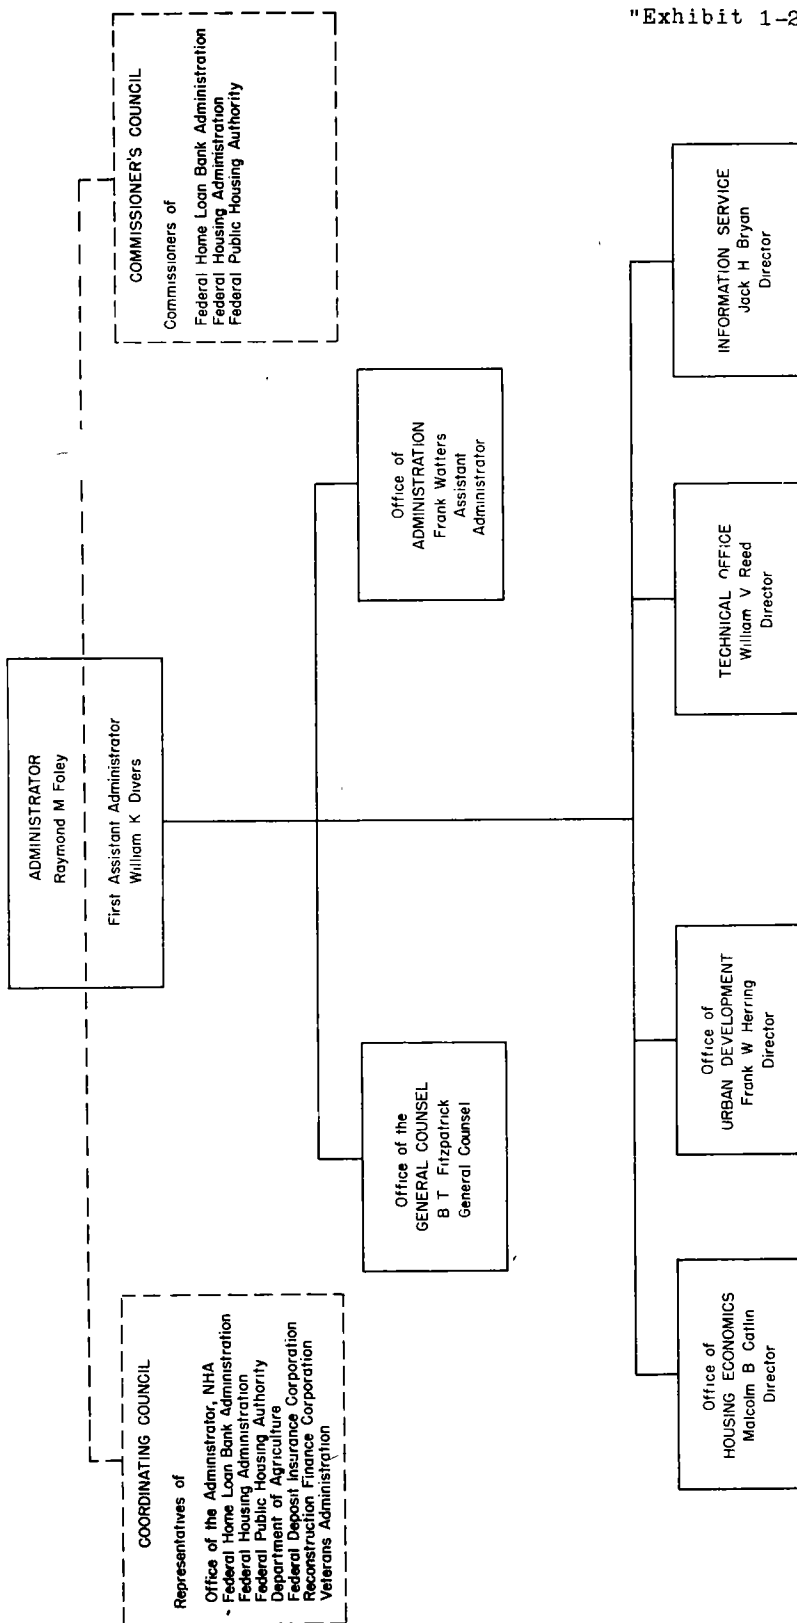 "Exhibit 1-2
ADMINISTRATOR
Raymond M Foley
First Assistant Administrator
William K Divers
COORDINATING COUNCIL
Representatives of
Office of the Administrator, NHA
Federal Home Loan Bank Administration
Federal Housing Administration
Federal Public Housing Authority
Department of Agriculture
Federal Deposit Insurance Corporation
Reconstruction Finance Corporation
Veterans Administration
COMMISSIONER'S COUNCIL
Commissioners of
Federal Home Loan Bank Administration
Federal Housing Administration
Federal Public Housing Authority
Office of the
GENERAL COUNSEL
B T Fitzpatrick
General Counsel
Office of
ADMINISTRATION
Frank Watters
Assistant
Administrator
Office of
HOUSING ECONOMICS
Malcolm B Catlin
Director
Office of
URBAN DEVELOPMENT
Frank W Herring
Director
TECHNICAL OFFICE
William V Reed
Director
INFORMATION SERVICE
Jack H Bryan
Director